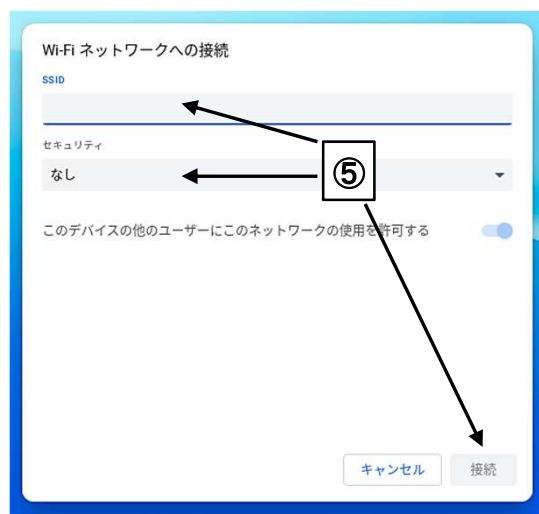 Wi-Fi ネットワークへの接続
SSID
セキュリティ
なし
⑤
このデバイスの他のユーザーにこのネットワークの使用を許可する
キャンセル
接続